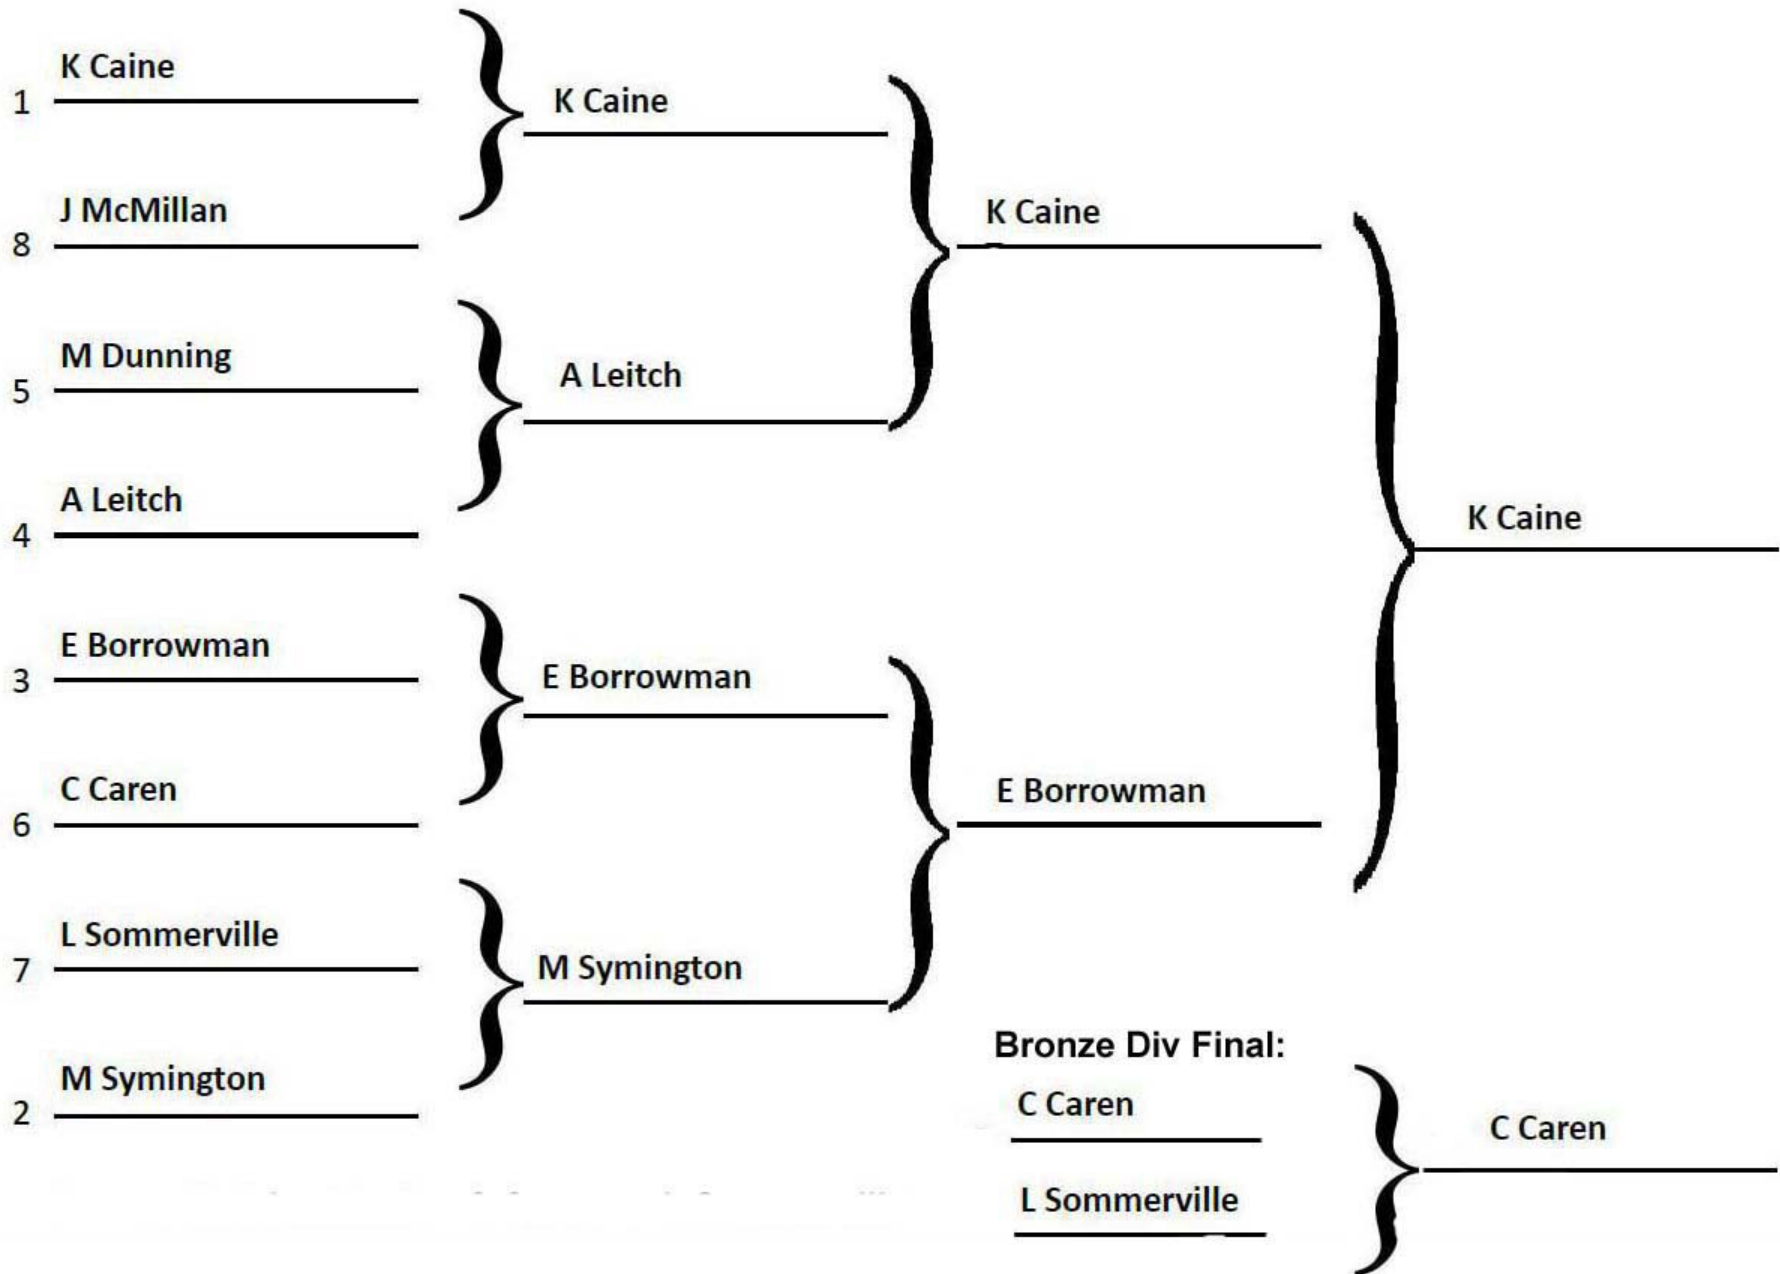 K Caine
1
J McMillan
8
M Dunning
5
A Leitch
4
E Borrowman
3
C Caren
6
L Sommerville
7
M Symington
2
K Caine
A Leitch
E Borrowman
M Symington
K Caine
E Borrowman
K Caine
Bronze Div Final:
C Caren
L Sommerville
C Caren